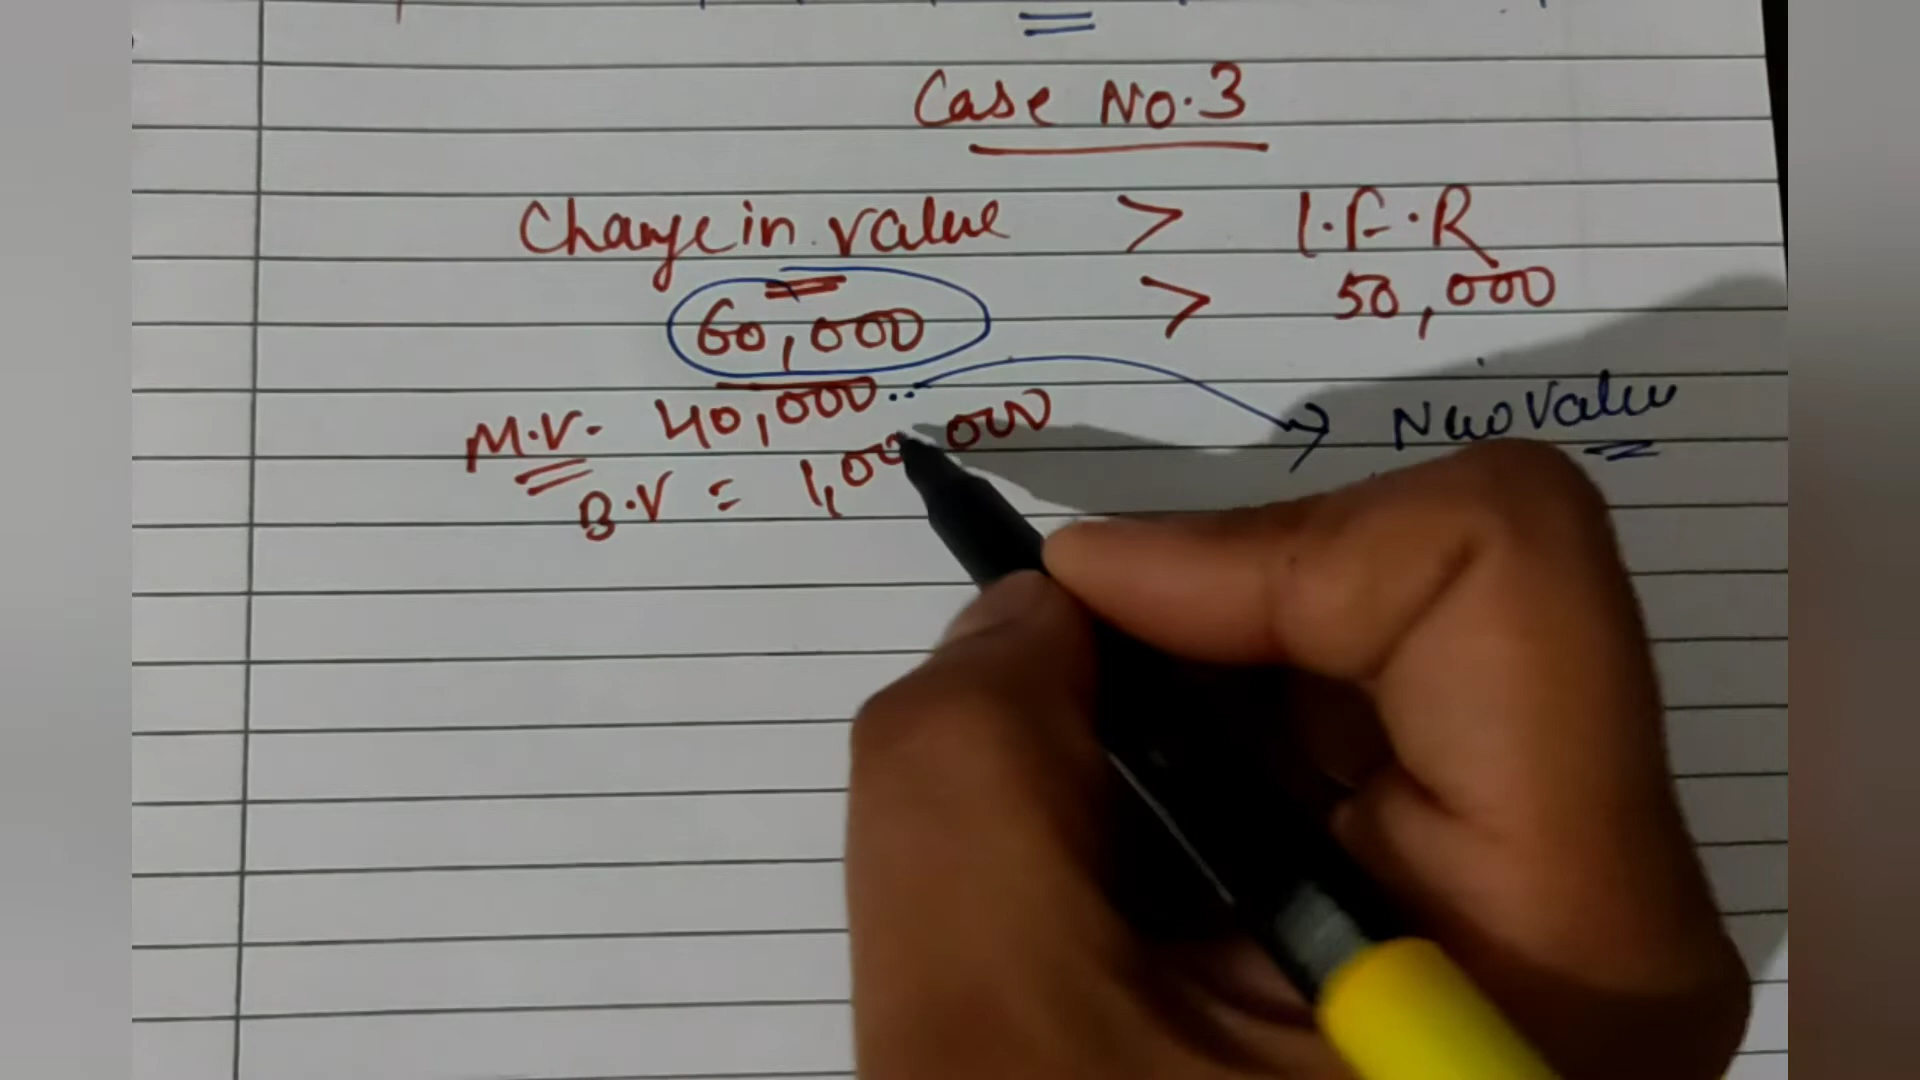 Case No.3
Change in value > I.F.R
60,000 > 50,000
M.V. 40,000.. → New Value
B.V = 1,00,000